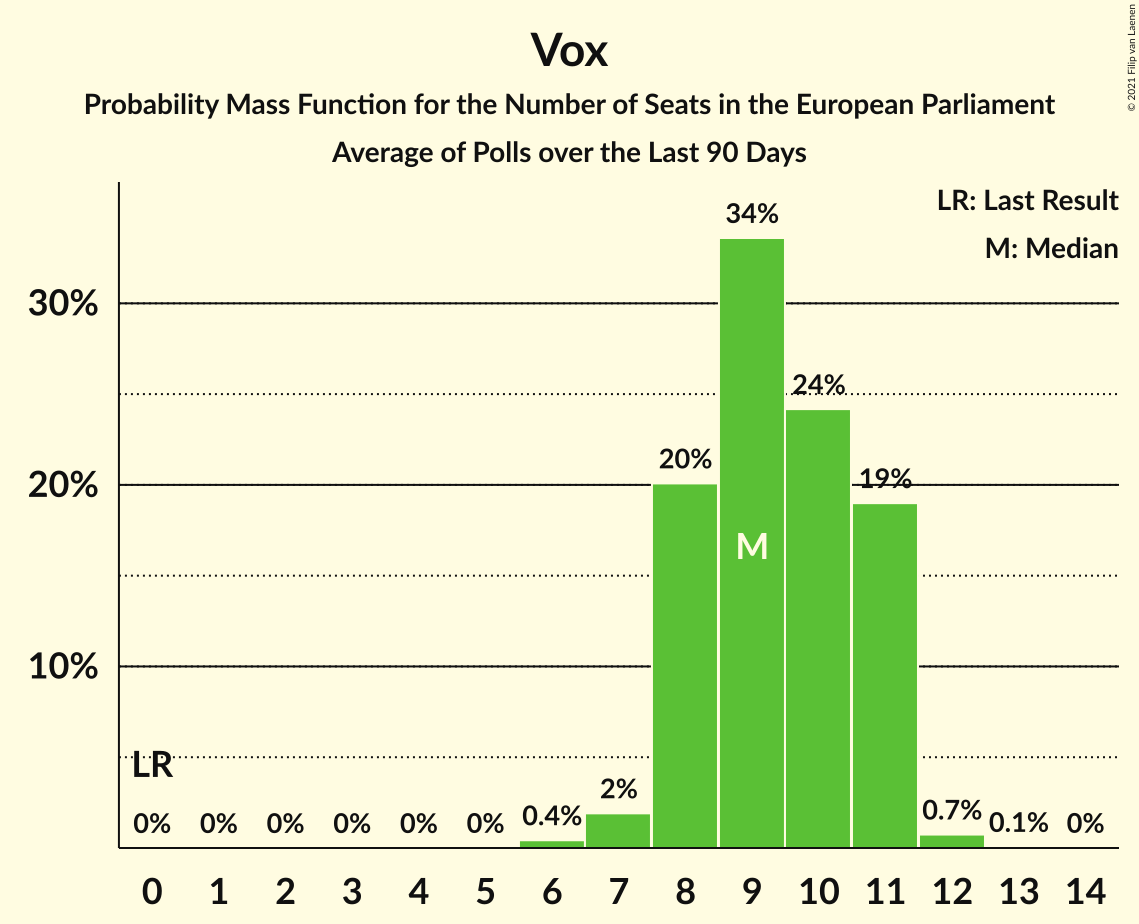 Vox
Probability Mass Function for the Number of Seats in the European Parliament
Average of Polls over the Last 90 Days
© 2021 Filip van Laenen
LR: Last Result
M: Median
34%
30%
24%
20%
20%
19%
M
10%
LR
0% 0% 0% 0% 0% 0% 0.4% 2% 0.7% 0.1% 0%
0 1 2 3 4 5 6 7 8 9 10 11 12 13 14